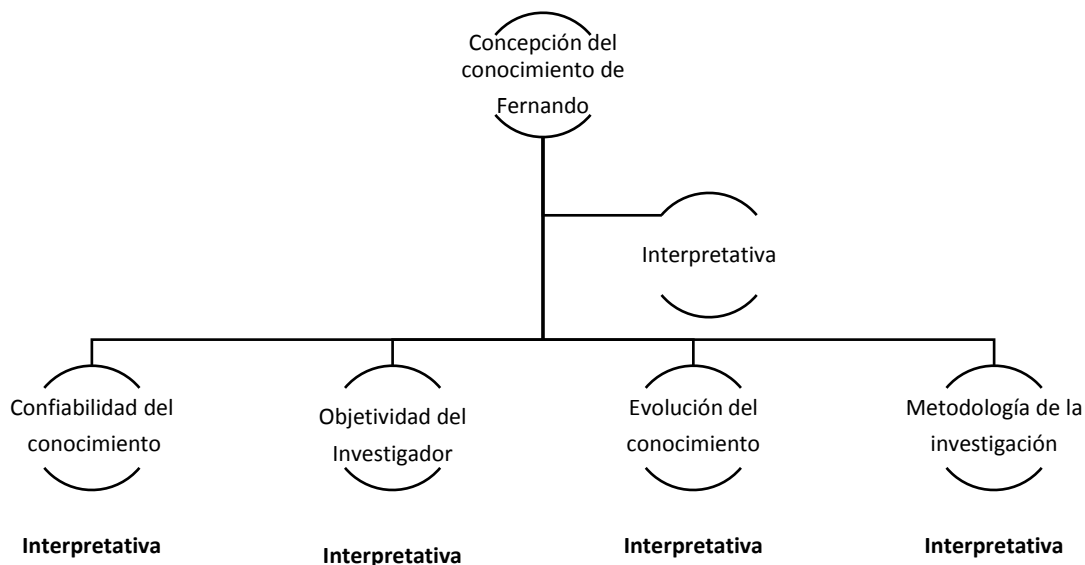 Concepción del
conocimiento de
Fernando
Interpretativa
Confiabilidad del
conocimiento
Objetividad del
Investigador
Evolución del
conocimiento
Metodología de la
investigación
Interpretativa
Interpretativa
Interpretativa
Interpretativa